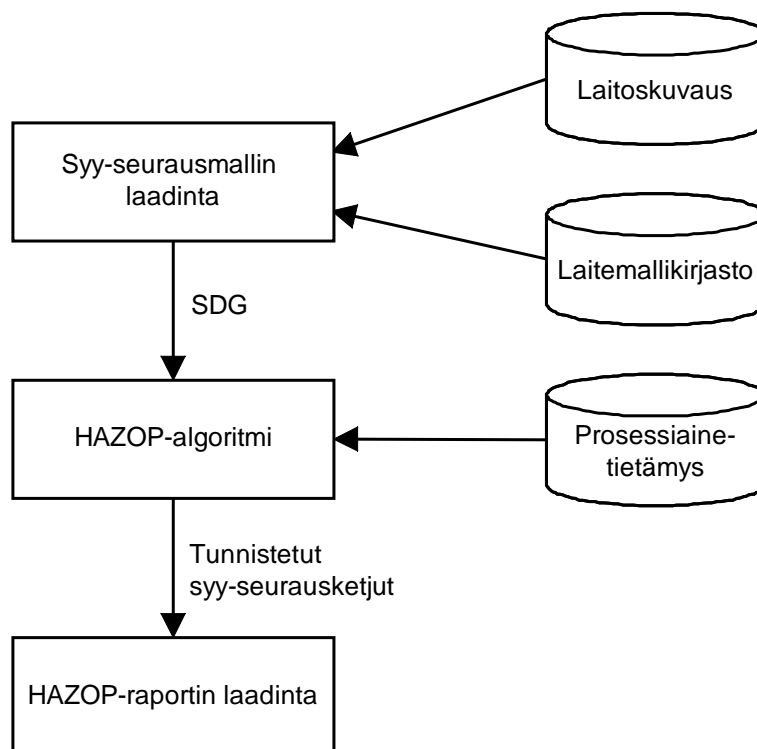 Laitoskuvaus
Syy-seurausmallin
laadinta
Laitemallikirjasto
SDG
HAZOP-algoritmi
Prosessiaine-
tietämys
Tunnistetut
syy-seurausketjut
HAZOP-raportin laadinta